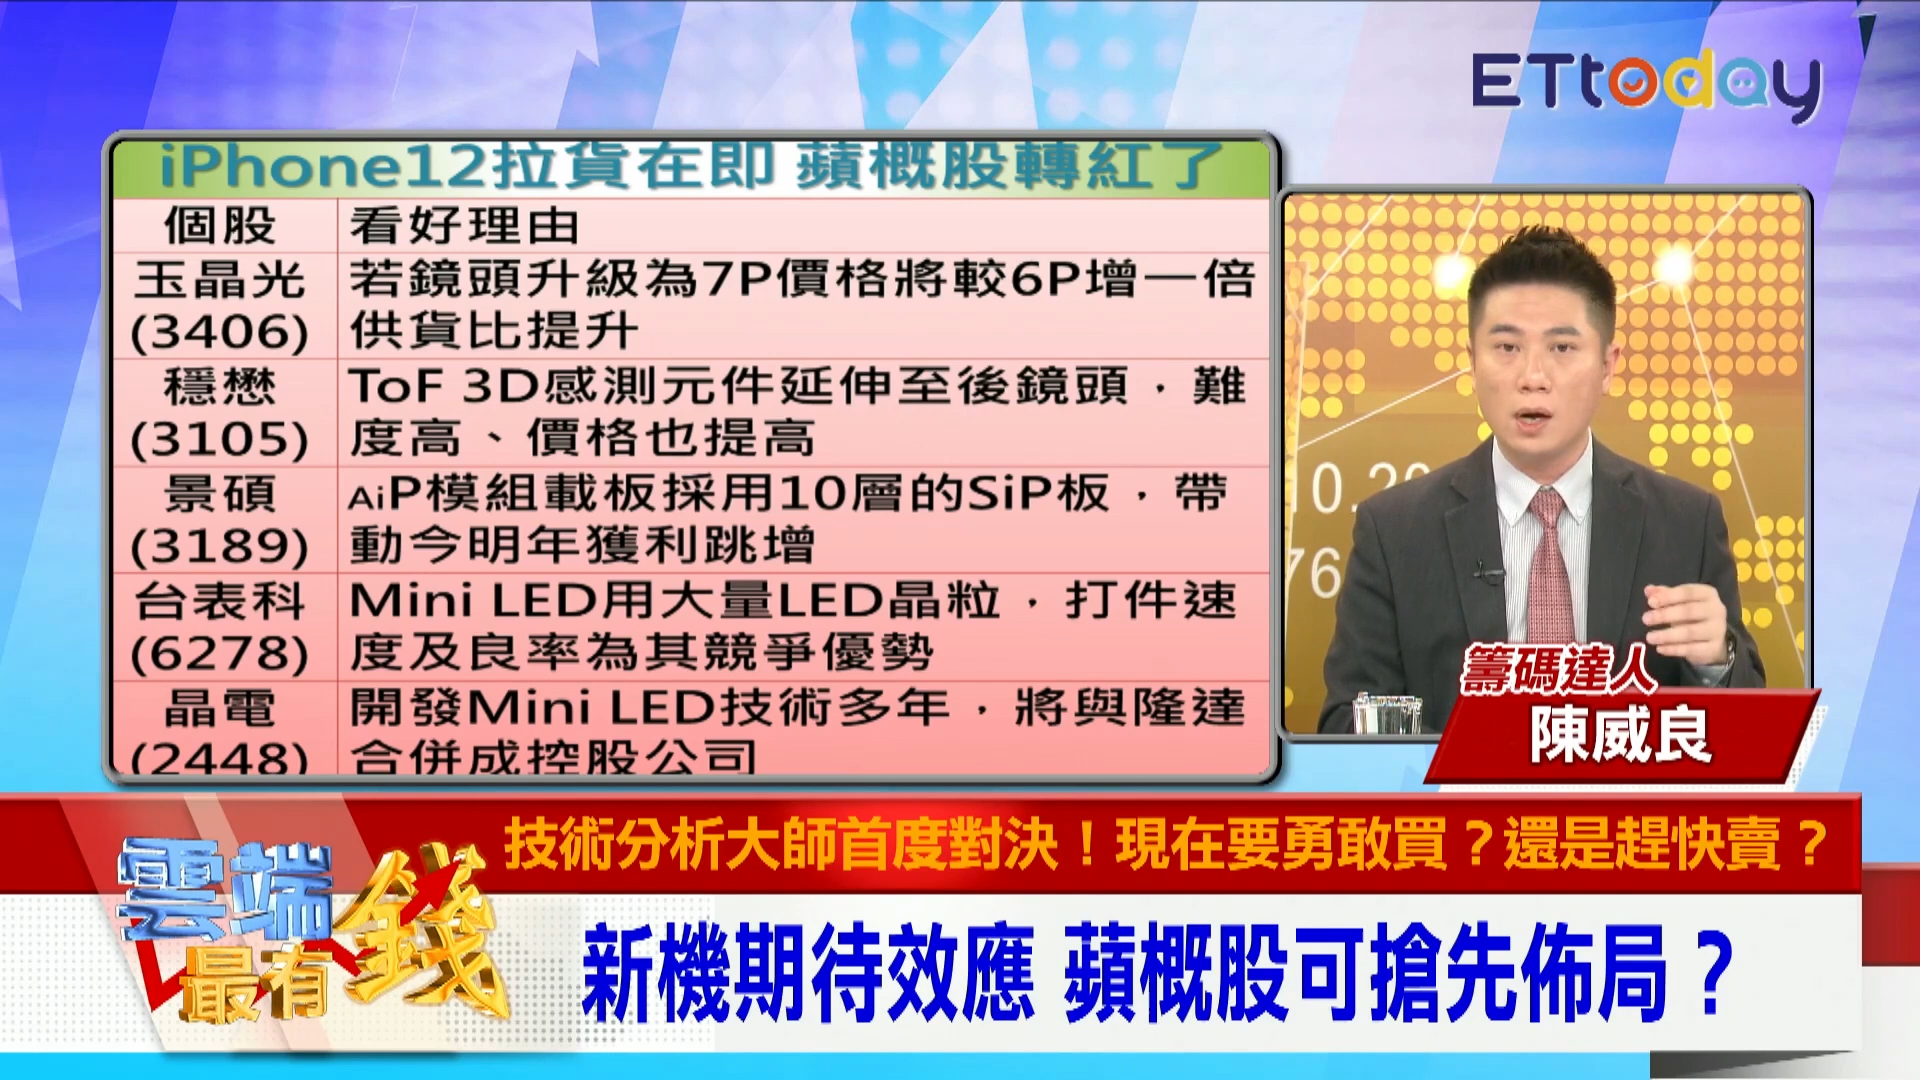 ETtoday
iPhone12拉貨在即 蘋概股轉紅了
個股 看好理由
玉晶光 若鏡頭升級為7P價格將較6P增一倍
(3406) 供貨比提升
穩懋 ToF 3D感測元件延伸至後鏡頭，難
(3105) 度高、價格也提高
景碩 AiP模組載板採用10層的SiP板，帶
(3189) 動今明年獲利跳增
台表科 Mini LED用大量LED晶粒，打件速
(6278) 度及良率為其競爭優勢
晶電 開發Mini LED技術多年，將與隆達
(2448) 合併成控股公司
10.20
76
籌碼達人
陳威良
技術分析大師首度對決！現在要勇敢買？還是趕快賣？
雲端
最有錢
新機期待效應 蘋概股可搶先佈局？